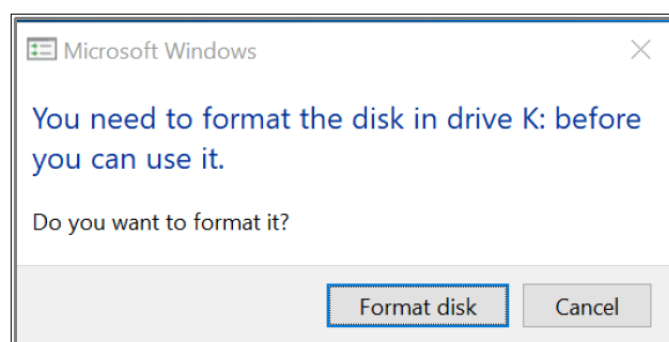 Microsoft Windows
You need to format the disk in drive K: before
you can use it.
Do you want to format it?
Format disk
Cancel